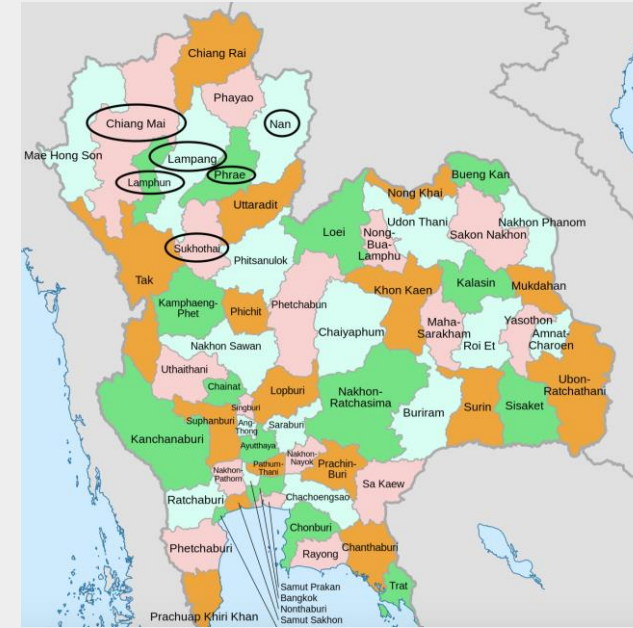 Chiang Rai
Phayao
Chiang Mai
Nan
Mae Hong Son
Lampang
Lamphun
Phrae
Uttaradit
Sukhothai
Tak
Phitsanulok
Loei
Nong Khai
Bueng Kan
Udon Thani
Nong-
Bua-
Lamphu
Sakon Nakhon
Nakhon Phanom
Kamphaeng-
Phet
Phichit
Phetchabun
Khon Kaen
Kalasin
Mukdahan
Nakhon Sawan
Chaiyaphum
Maha-
Sarakham
Roi Et
Yasothon
Amnat-
Charoen
Uthaithani
Chainat
Singburi
Lopburi
Nakhon-
Ratchasima
Buriram
Surin
Sisaket
Ubon-
Ratchathani
Kanchanaburi
Suphanburi
Ang-
Thong
Saraburi
Ayutthaya
Nakhon-
Pathom
Pathum-
Thani
Nakhon-
Nayok
Prachin-
Buri
Sa Kaew
Ratchaburi
Chachoengsao
Phetchaburi
Chonburi
Rayong
Chanthaburi
Trat
Samut Prakan
Bangkok
Nonthaburi
Samut Sakhon
Prachuap Khiri Khan